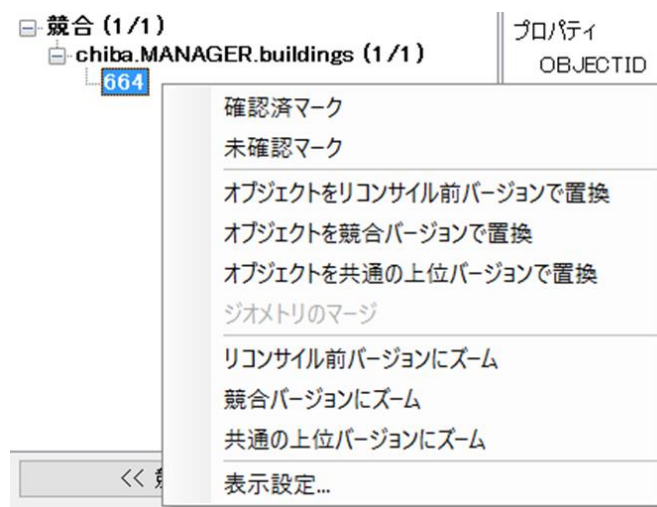 競合 (1/1)
プロパティ
chiba.MANAGER.buildings (1/1)
OBJECTID
664
確認済マーク
未確認マーク
オブジェクトをリコンサイル前バージョンで置換
オブジェクトを競合バージョンで置換
オブジェクトを共通の上位バージョンで置換
ジオメトリのマージ
リコンサイル前バージョンにズーム
競合バージョンにズーム
共通の上位バージョンにズーム
<<
表示設定...